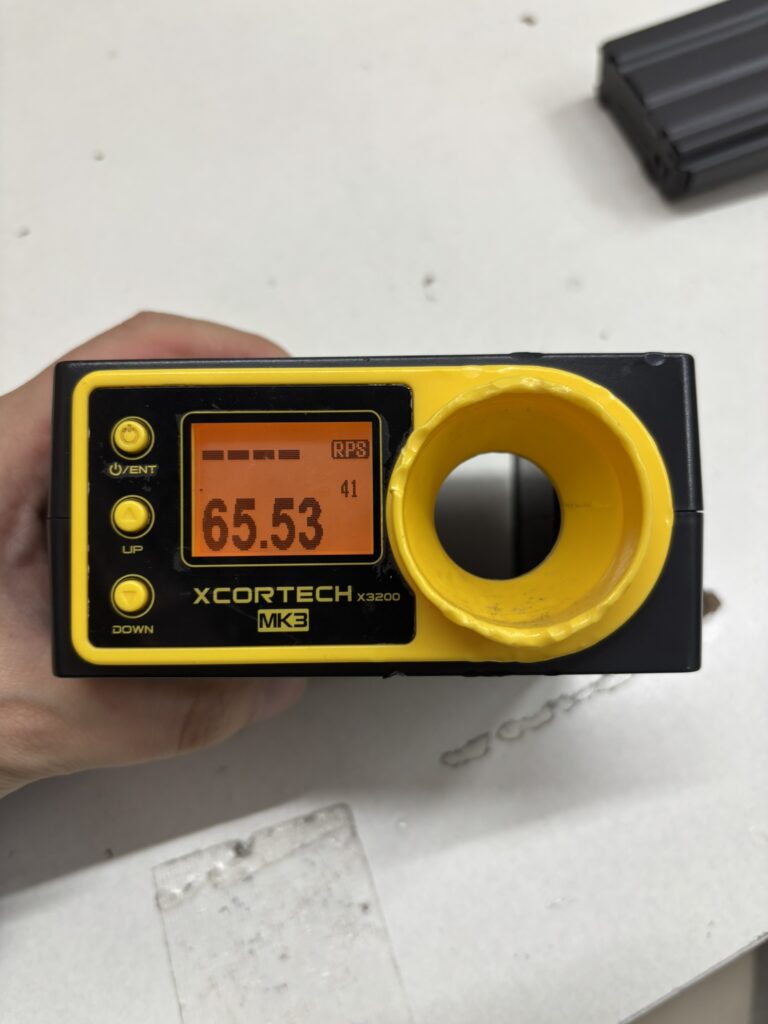 ⏻/ENT
UP
DOWN
---- RPS
41
65.53
XCORTECH X3200
MK3